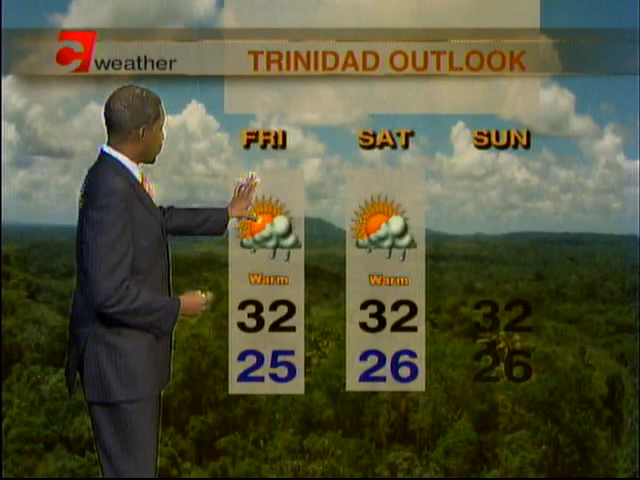 c weather
TRINIDAD OUTLOOK
FRI SAT SUN
Warm Warm
32 32 32
25 26 26